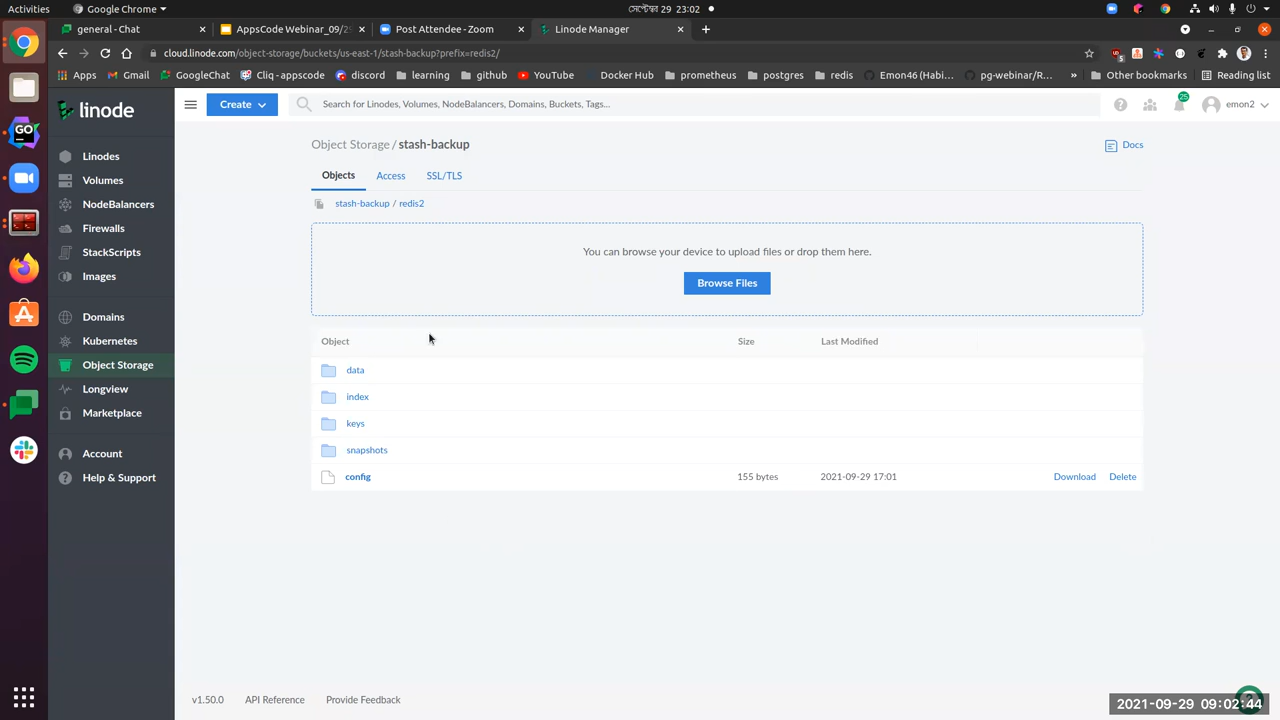 Activities
Google Chrome
সেপ্টেম্বর 29 23:02
general - Chat
AppsCode Webinar_09/2
Post Attendee - Zoom
Linode Manager
cloud.linode.com/object-storage/buckets/us-east-1/stash-backup?prefix=redis2/
Apps
Gmail
GoogleChat
Cliq-appscode
discord
learning
github
YouTube
Docker Hub
prometheus
postgres
redis
Emon46 (Habi...
pg-webinar/R...
»
Other bookmarks
Reading list
linode
Create
Search for Linodes, Volumes, NodeBalancers, Domains, Buckets, Tags...
25
emon2
Linodes
Volumes
NodeBalancers
Firewalls
StackScripts
Images
Domains
Kubernetes
Object Storage
Longview
Marketplace
Account
Help & Support
Object Storage / stash-backup
Docs
Objects
Access
SSL/TLS
stash-backup / redis2
You can browse your device to upload files or drop them here.
Browse Files
Object Size Last Modified
data
index
keys
snapshots
config 155 bytes 2021-09-29 17:01 Download Delete
v1.50.0
API Reference
Provide Feedback
2021-09-29 09:02:44